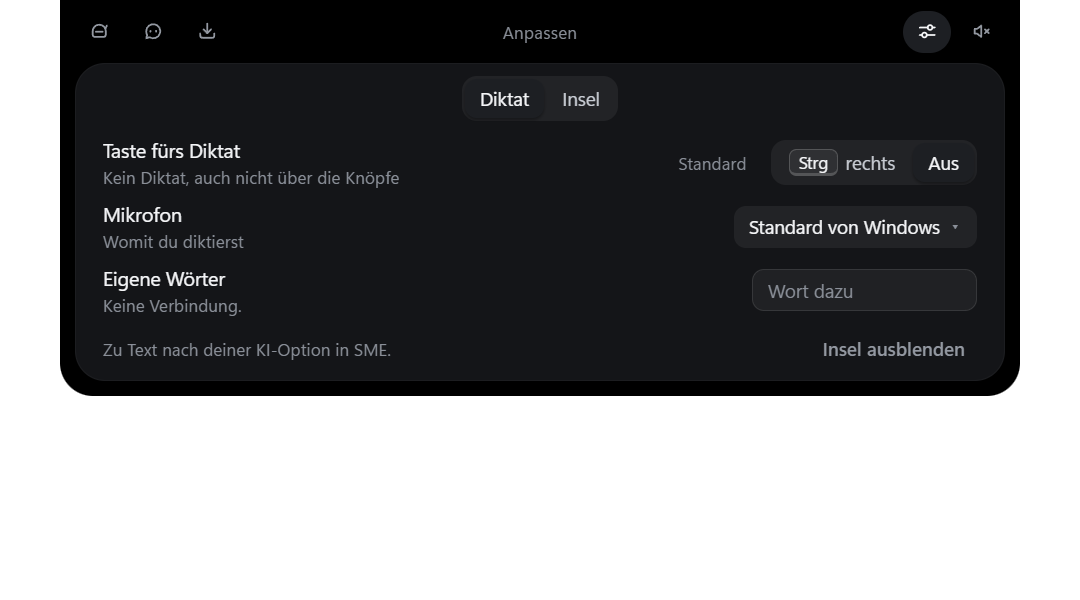 Anpassen
Diktat Insel
Taste fürs Diktat
Kein Diktat, auch nicht über die Knöpfe
Standard Strg rechts Aus
Mikrofon
Womit du diktierst
Standard von Windows
Eigene Wörter
Keine Verbindung.
Wort dazu
Zu Text nach deiner KI-Option in SME.
Insel ausblenden